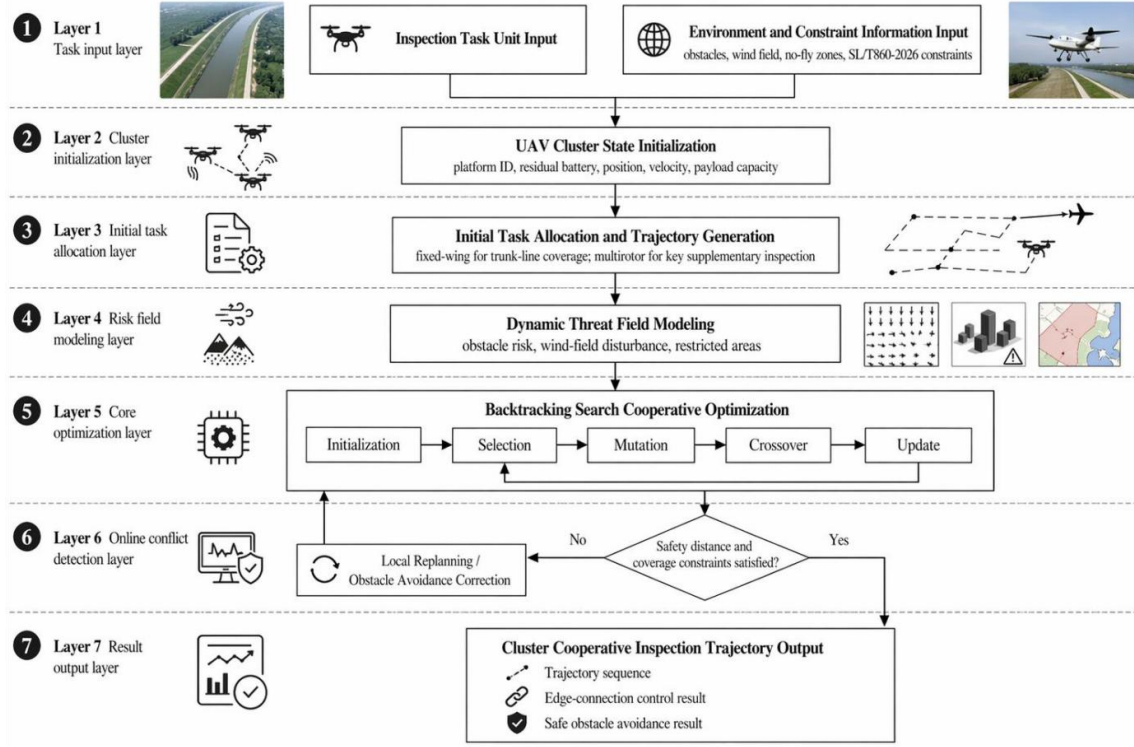 1
Layer 1
Task input layer
Inspection Task Unit Input
Environment and Constraint Information Input
obstacles, wind field, no-fly zones, SL/T860-2026 constraints
2
Layer 2 Cluster
initialization layer
UAV Cluster State Initialization
platform ID, residual battery, position, velocity, payload capacity
3
Layer 3 Initial task
allocation layer
Initial Task Allocation and Trajectory Generation
fixed-wing for trunk-line coverage; multirotor for key supplementary inspection
4
Layer 4 Risk field
modeling layer
Dynamic Threat Field Modeling
obstacle risk, wind-field disturbance, restricted areas
5
Layer 5 Core
optimization layer
Backtracking Search Cooperative Optimization
Initialization
Selection
Mutation
Crossover
Update
6
Layer 6 Online conflict
detection layer
Local Replanning /
Obstacle Avoidance Correction
No
Safety distance and
coverage constraints satisfied?
Yes
7
Layer 7 Result
output layer
Cluster Cooperative Inspection Trajectory Output
Trajectory sequence
Edge-connection control result
Safe obstacle avoidance result